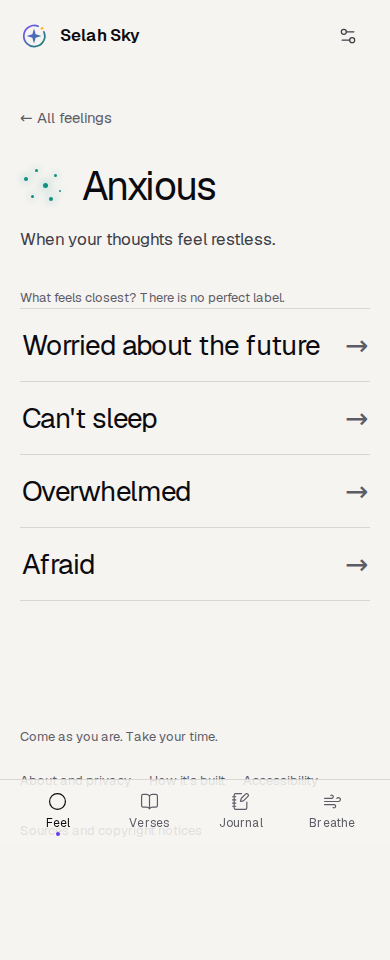 Selah Sky
← All feelings
Anxious
When your thoughts feel restless.
What feels closest? There is no perfect label.
Worried about the future →
Can't sleep →
Overwhelmed →
Afraid →
Come as you are. Take your time.
About and privacy How it's built Accessibility
Feel Verses Journal Breathe
Sources and copyright notices